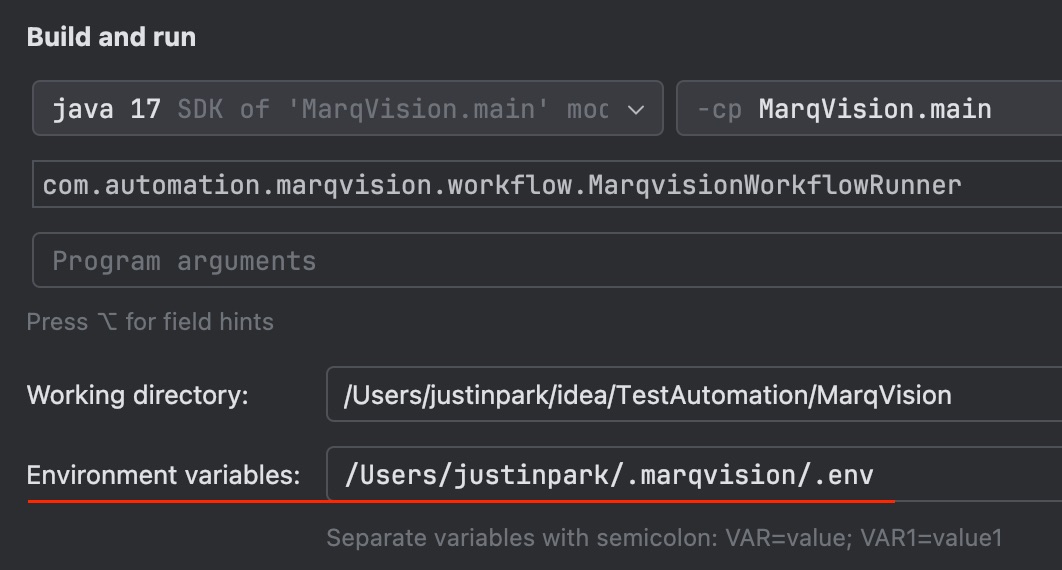 Build and run
java 17 SDK of 'MarqVision.main' moc -cp MarqVision.main
com.automation.marqvision.workflow.MarqvisionWorkflowRunner
Program arguments
Press ⌥ for field hints
Working directory: /Users/justinpark/idea/TestAutomation/MarqVision
Environment variables: /Users/justinpark/.marqvision/.env
Separate variables with semicolon: VAR=value; VAR1=value1